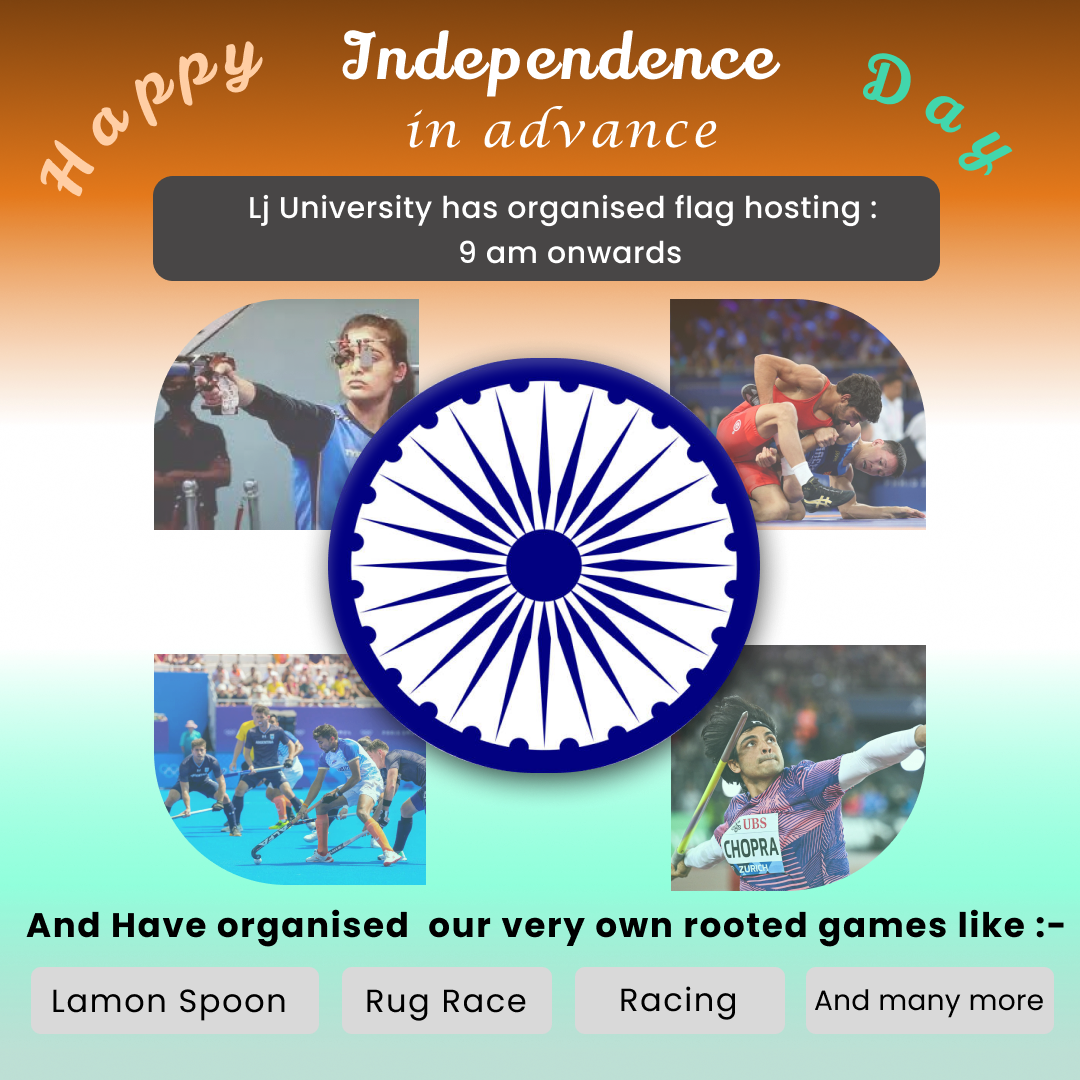 Happy Independence Day
in advance
Lj University has organised flag hosting :
9 am onwards
UBS
CHOPRA
ZURICH
And Have organised our very own rooted games like :-
Lamon Spoon
Rug Race
Racing
And many more